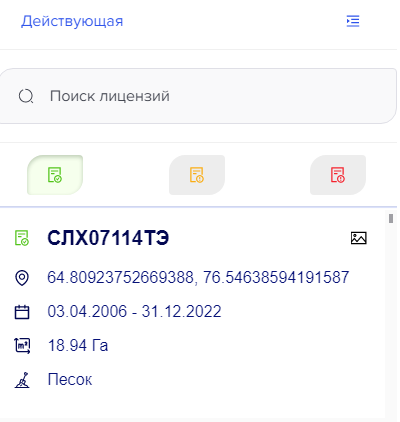 Действующая
Поиск лицензий
СЛХ07114ТЭ
64.80923752669388, 76.54638594191587
03.04.2006 - 31.12.2022
18.94 Га
Песок